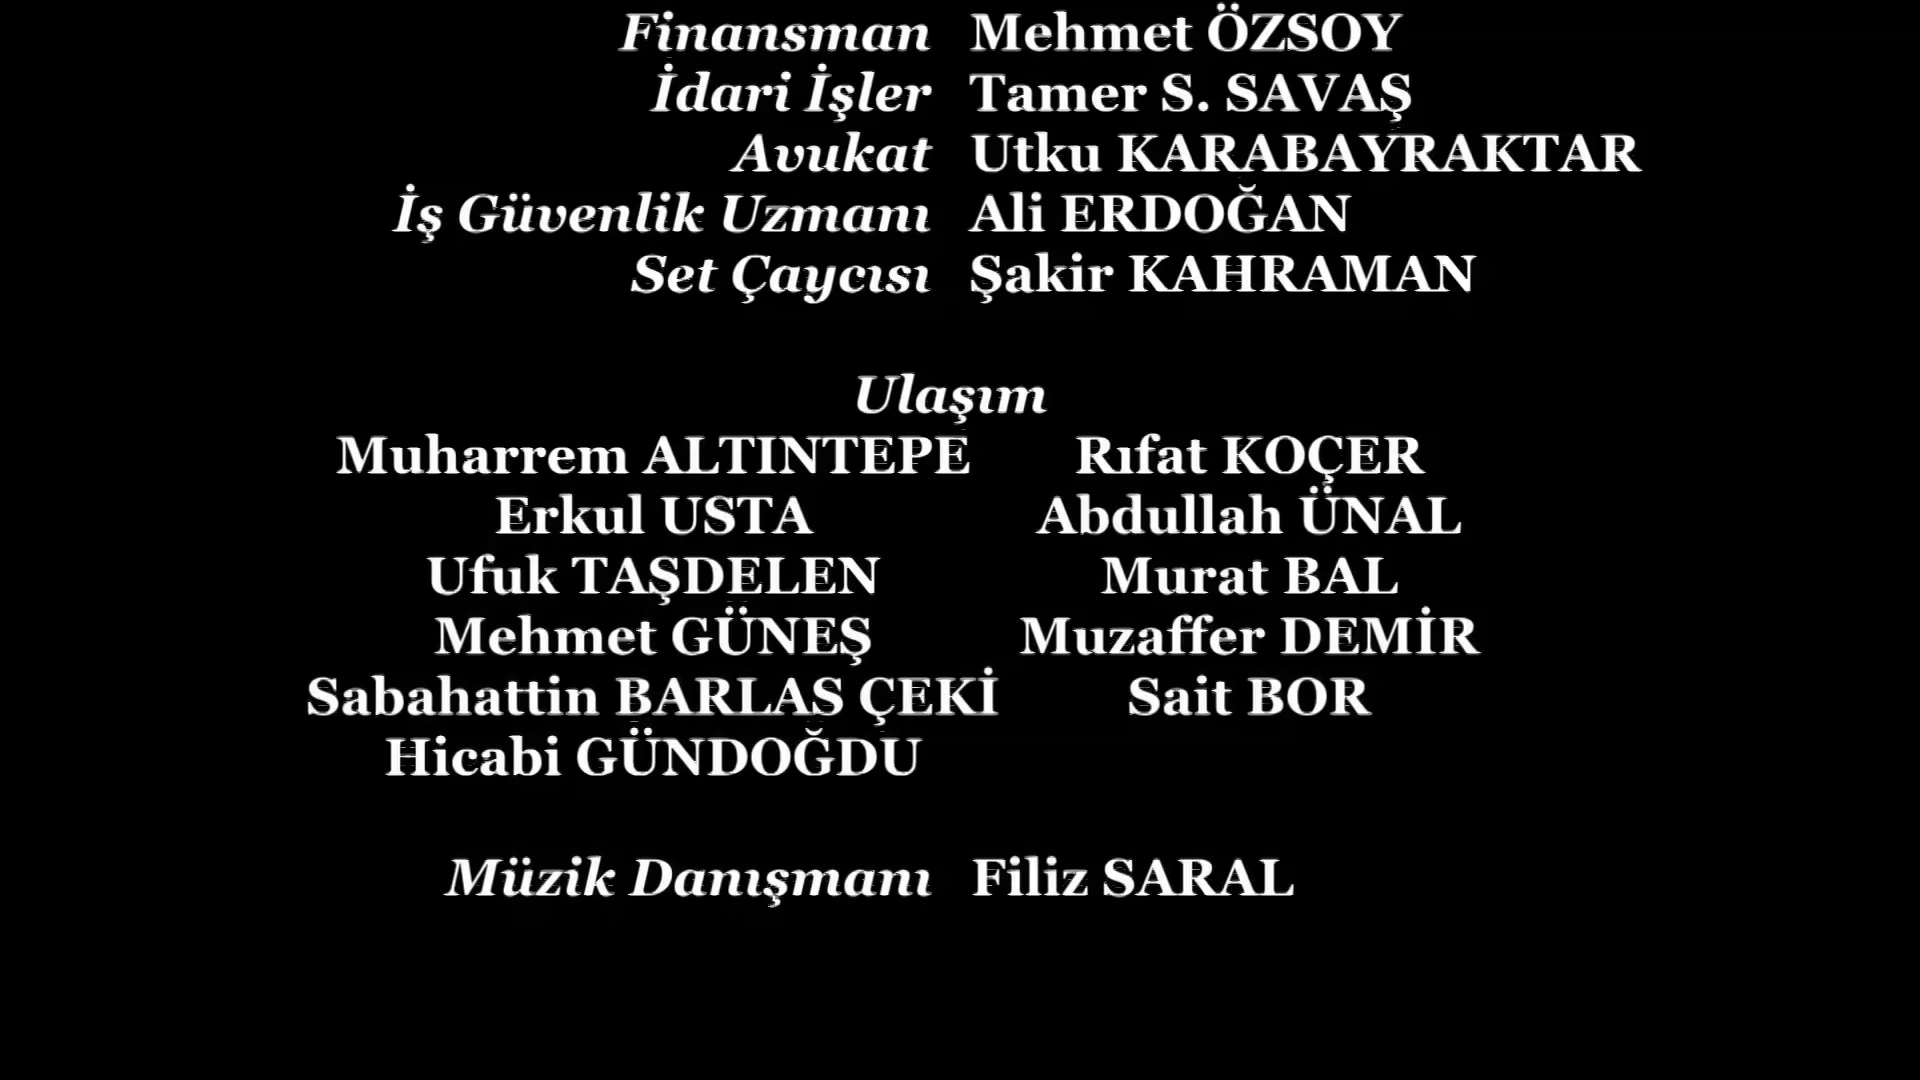 Finansman Mehmet ÖZSOY
İdari İşler Tamer S. SAVAŞ
Avukat Utku KARABAYRAKTAR
İş Güvenlik Uzmanı Ali ERDOĞAN
Set Çaycısı Şakir KAHRAMAN
Ulaşım
Muharrem ALTINTEPE Rıfat KOÇER
Erkul USTA Abdullah ÜNAL
Ufuk TAŞDELEN Murat BAL
Mehmet GÜNEŞ Muzaffer DEMİR
Sabahattin BARLAS ÇEKİ Sait BOR
Hicabi GÜNDOĞDU
Müzik Danışmanı Filiz SARAL